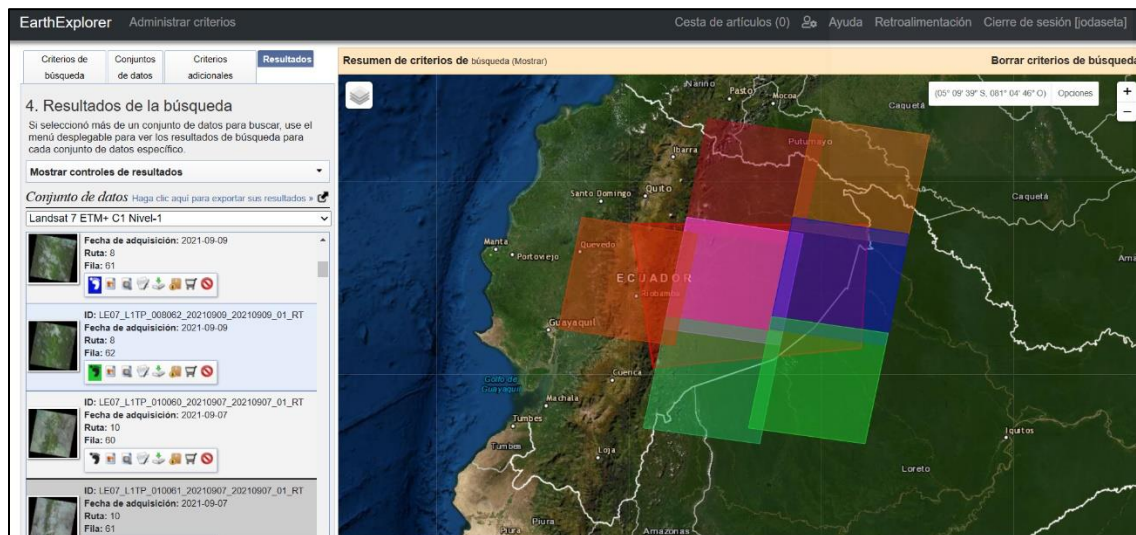 EarthExplorer Administrar criterios Cesta de artículos (0) Ayuda Retroalimentación Cierre de sesión [jodaseta]
Criterios de búsqueda
Conjuntos de datos
Criterios adicionales
Resultados
4. Resultados de la búsqueda
Si seleccionó más de un conjunto de datos para buscar, use el
menú desplegable para ver los resultados de búsqueda para
cada conjunto de datos específico.
Mostrar controles de resultados
Conjunto de datos Haga clic aquí para exportar sus resultados »
Landsat 7 ETM+ C1 Nivel-1
Fecha de adquisición: 2021-09-09
Ruta: 8
Fila: 61
ID: LE07_L1TP_008062_20210909_20210909_01_RT
Fecha de adquisición: 2021-09-09
Ruta: 8
Fila: 62
ID: LE07_L1TP_010060_20210907_20210907_01_RT
Fecha de adquisición: 2021-09-07
Ruta: 10
Fila: 60
ID: LE07_L1TP_010061_20210907_20210907_01_RT
Fecha de adquisición: 2021-09-07
Ruta: 10
Fila: 61
Resumen de criterios de búsqueda (Mostrar) Borrar criterios de búsqueda
(05° 09' 39" S, 081° 04' 46" O) Opciones
+
−
Nariño
Pasto
Mocoa
Caquetá
Putumayo
Ibarra
Quito
Santo Domingo
Caquetá
Manta
Quevedo
Portoviejo
ECUADOR
Riobamba
Guayaquil
Cuenca
Golfo de
Guayaquil
Machala
Tumbes
Tumbes
Loja
Iquitos
Loreto
Piura
Piura
Amazonas